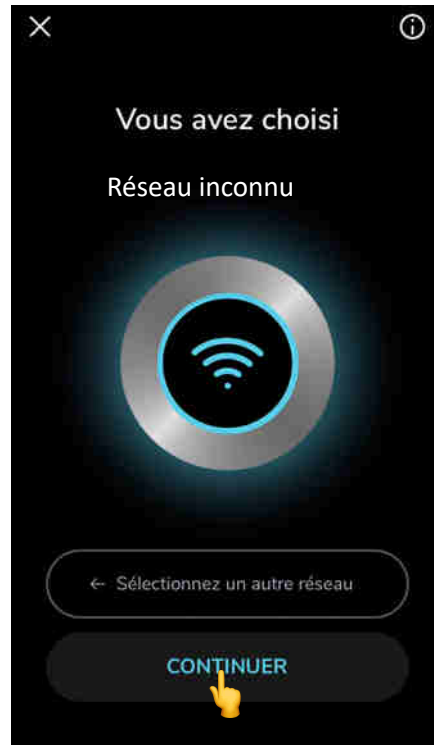 Vous avez choisi
Réseau inconnu
← Sélectionnez un autre réseau
CONTINUER